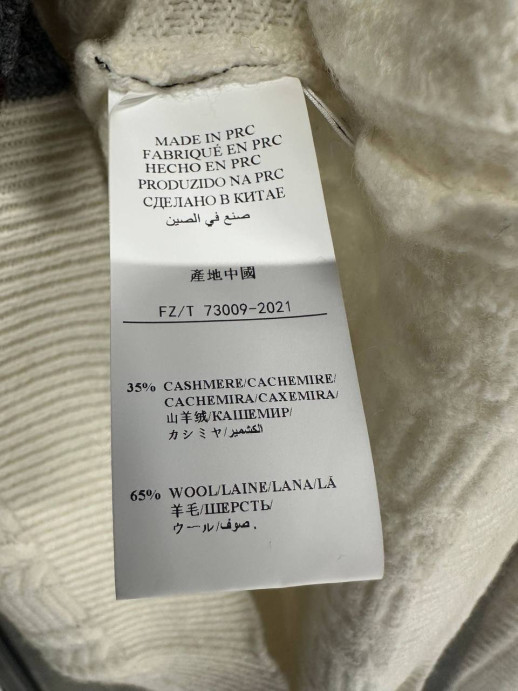 MADE IN PRC
FABRIQUÉ EN PRC
HECHO EN PRC
PRODUZIDO NA PRC
СДЕЛАНО В КИТАЕ
صنع في الصين
產地中國
FZ/T 73009-2021
35% CASHMERE/CACHEMIRE/
CACHEMIRA/CAXEMIRA/
山羊绒/КАШЕМИР/
カシミヤ/الكشمير
65% WOOL/LAINE/LANA/LÃ
羊毛/ШЕРСТЬ/
ウール/صوف.